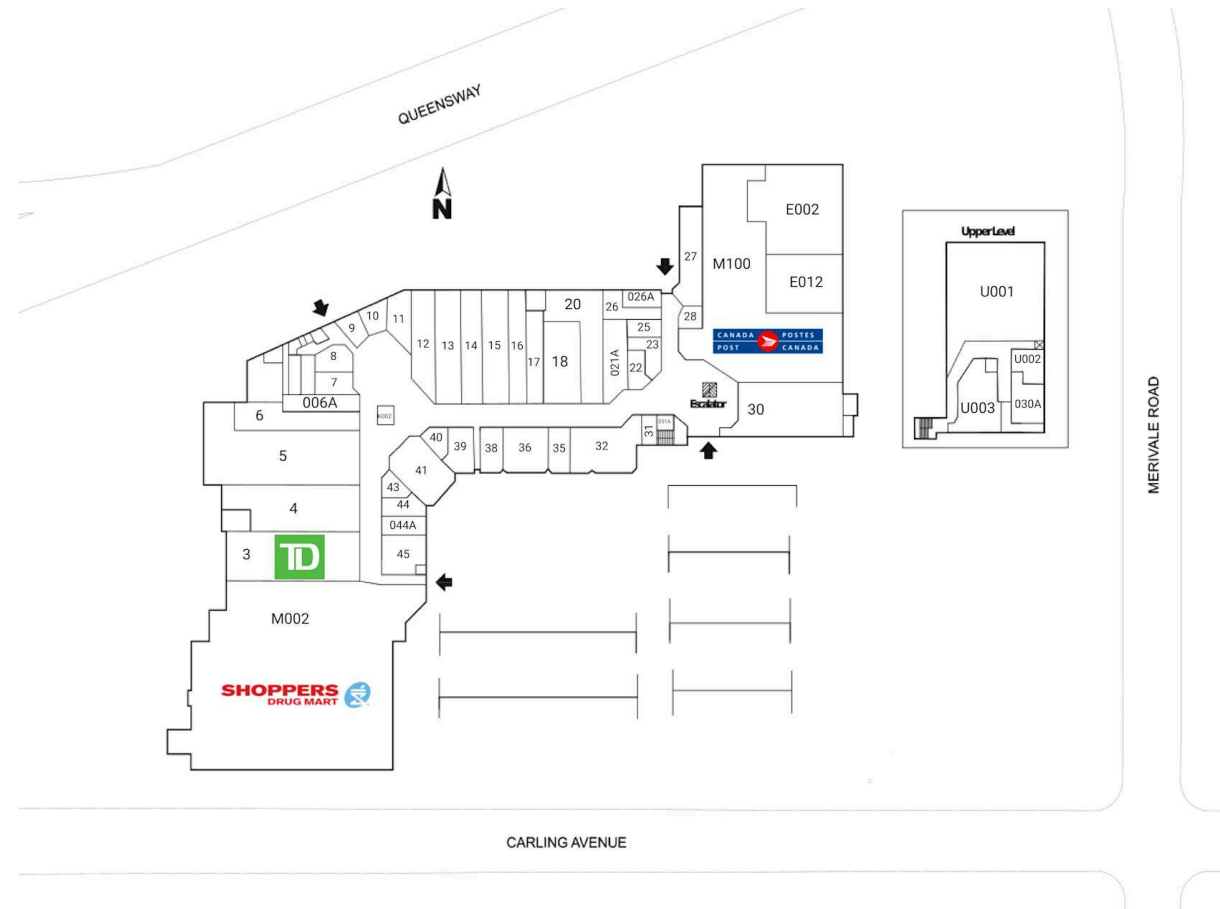 QUEENSWAY
N
E002
27
M100
E012
Upper Level
U001
026A
20
26
10
11
9
28
25
CANADA POSTES
POST CANADA
12
13
14
15
16
17
18
021A
23
22
8
7
U002
U003
030A
006A
6
K002
Escalator
30
MERIVALE ROAD
40
39
38
36
35
32
31
031A
5
41
43
44
4
044A
3
TD
45
M002
SHOPPERS
DRUG MART
CARLING AVENUE